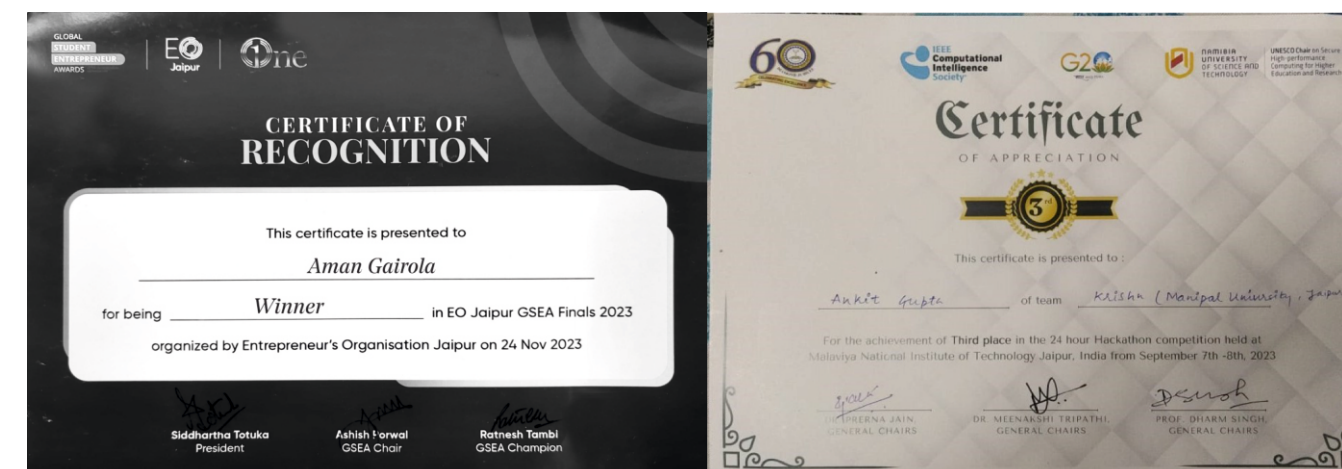 GLOBAL
STUDENT
ENTREPRENEUR
AWARDS
EO
Jaipur
One
CERTIFICATE OF
RECOGNITION
This certificate is presented to
Aman Gairola
for being Winner in EO Jaipur GSEA Finals 2023
organized by Entrepreneur's Organisation Jaipur on 24 Nov 2023
Siddhartha Totuka
President
Ashish Porwal
GSEA Chair
Ratnesh Tambi
GSEA Champion
60
IEEE
Computational
Intelligence
Society
G20
NAMIBIA
UNIVERSITY
OF SCIENCE AND
TECHNOLOGY
UNESCO Chair on Secure
High-performance
Computing for Higher
Education and Research
Certificate
OF APPRECIATION
3rd
This certificate is presented to :
Ankit Gupta of team Krishn (Manipal University, Jaipur
For the achievement of Third place in the 24 hour Hackathon competition held at
Malaviya National Institute of Technology Jaipur, India from September 7th -8th, 2023
DR. PRERNA JAIN,
GENERAL CHAIRS
DR. MEENAKSHI TRIPATHI,
GENERAL CHAIRS
PROF. DHARM SINGH,
GENERAL CHAIRS